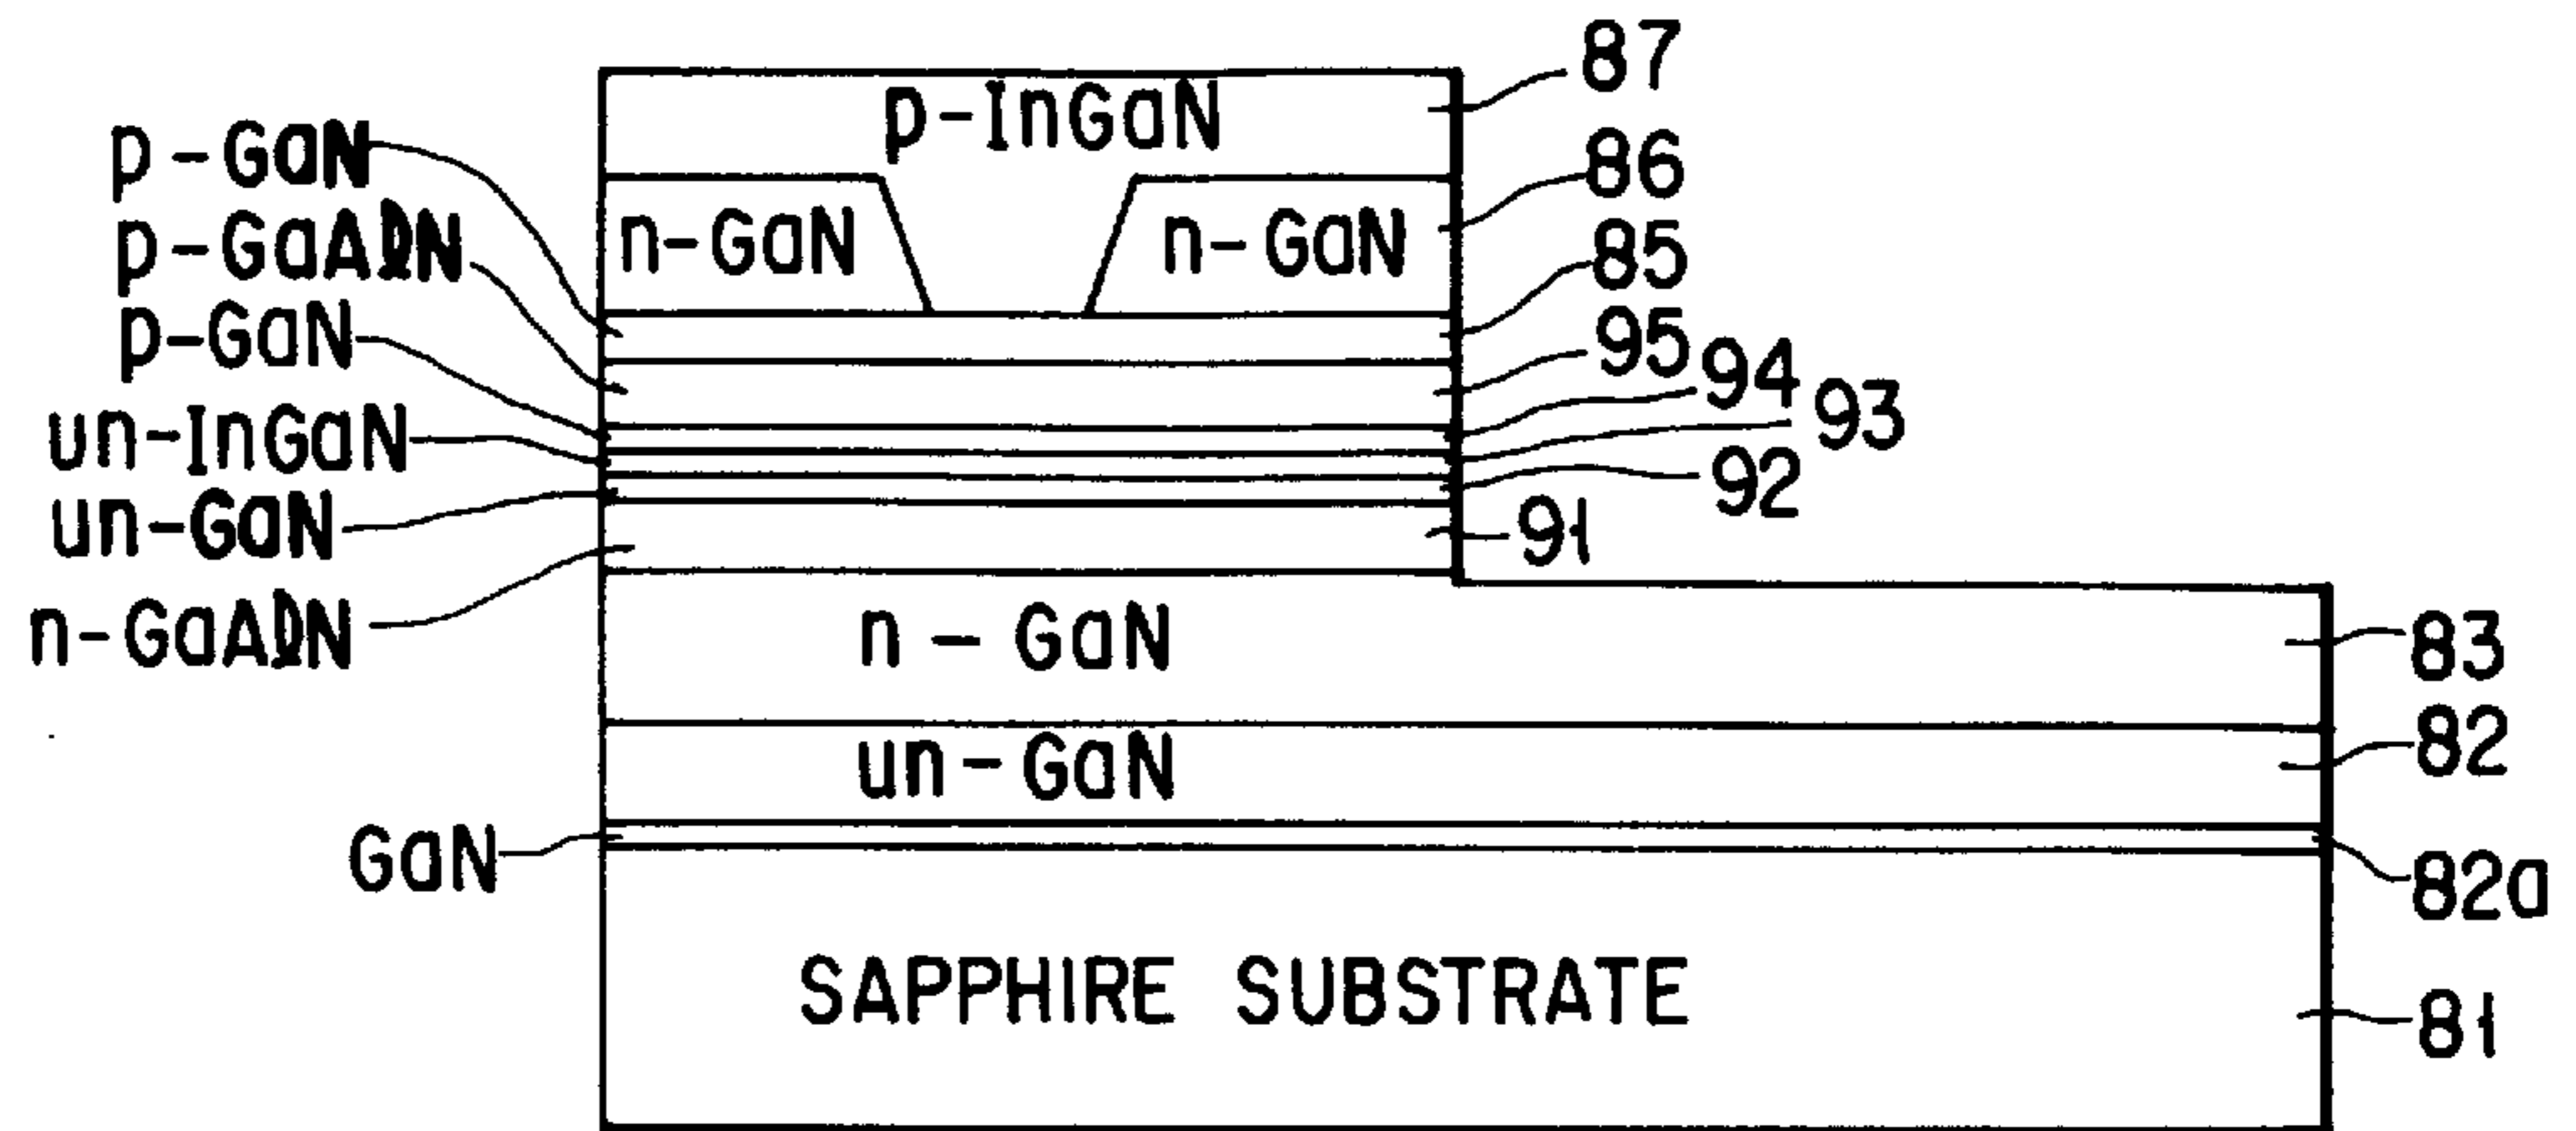 87
p-InGaN
p-GaN
86
n-GaN
n-GaN
p-GaAlN
85
p-GaN
95
94
un-InGaN
93
92
un-GaN
91
n-GaAlN
n-GaN
83
un-GaN
82
GaN
82a
SAPPHIRE SUBSTRATE
81